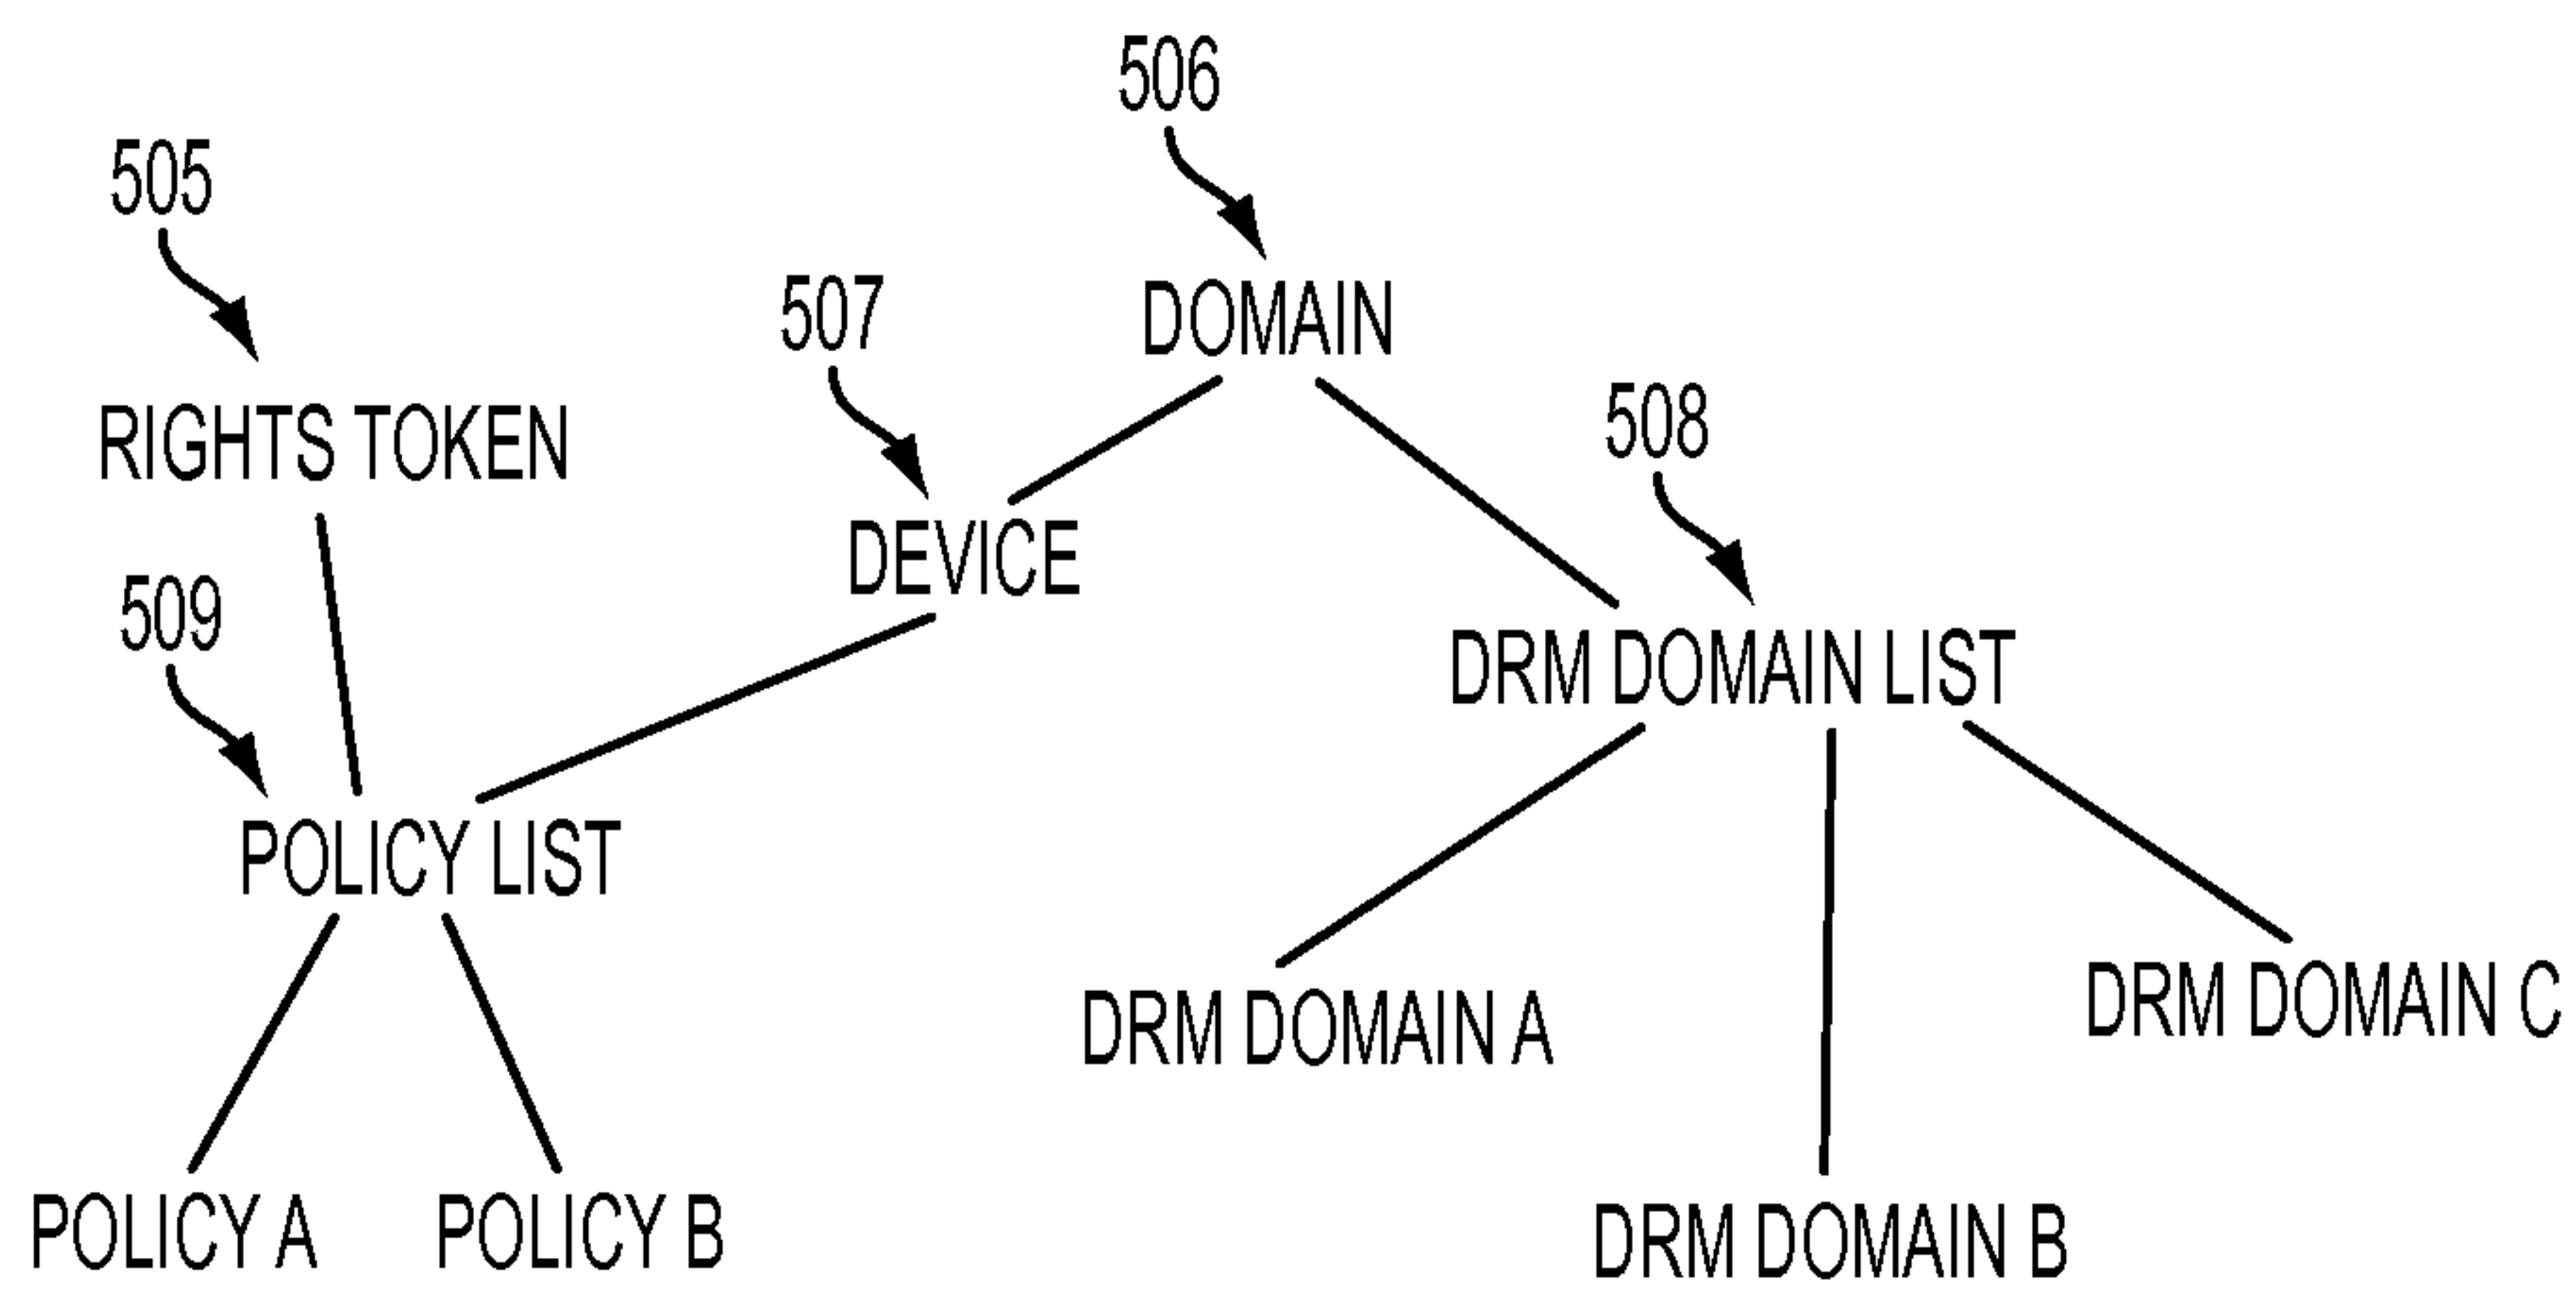 506
505
507
DOMAIN
508
RIGHTS TOKEN
DEVICE
509
DRM DOMAIN LIST
POLICY LIST
DRM DOMAIN A
DRM DOMAIN C
POLICY A
POLICY B
DRM DOMAIN B